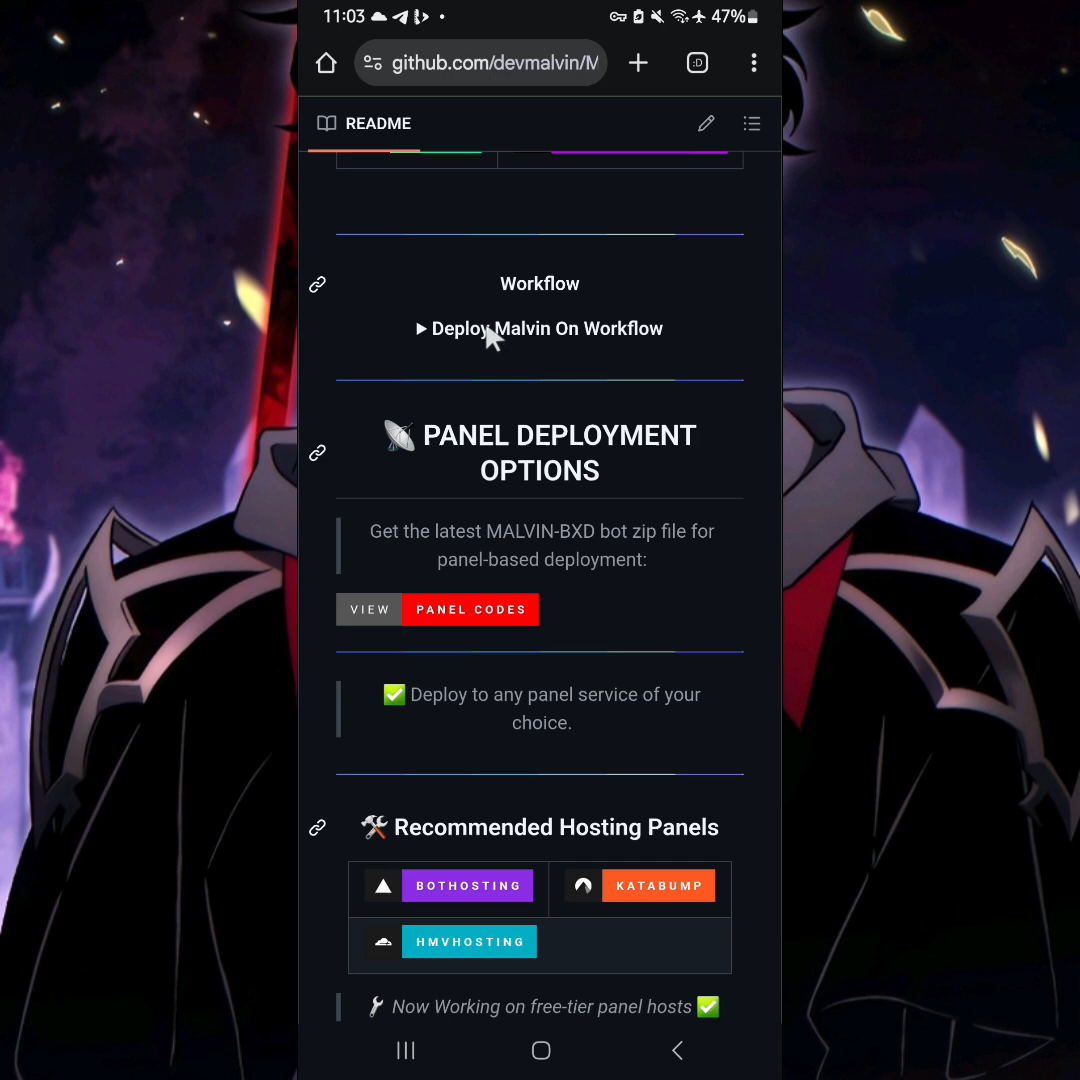 11:03
47%
github.com/devmalvin/M
:D
README
Workflow
Deploy Malvin On Workflow
📡 PANEL DEPLOYMENT
OPTIONS
Get the latest MALVIN-BXD bot zip file for
panel-based deployment:
VIEW PANEL CODES
✅ Deploy to any panel service of your
choice.
🛠️ Recommended Hosting Panels
BOTHOSTING
KATABUMP
HMVHOSTING
🔧 Now Working on free-tier panel hosts ✅